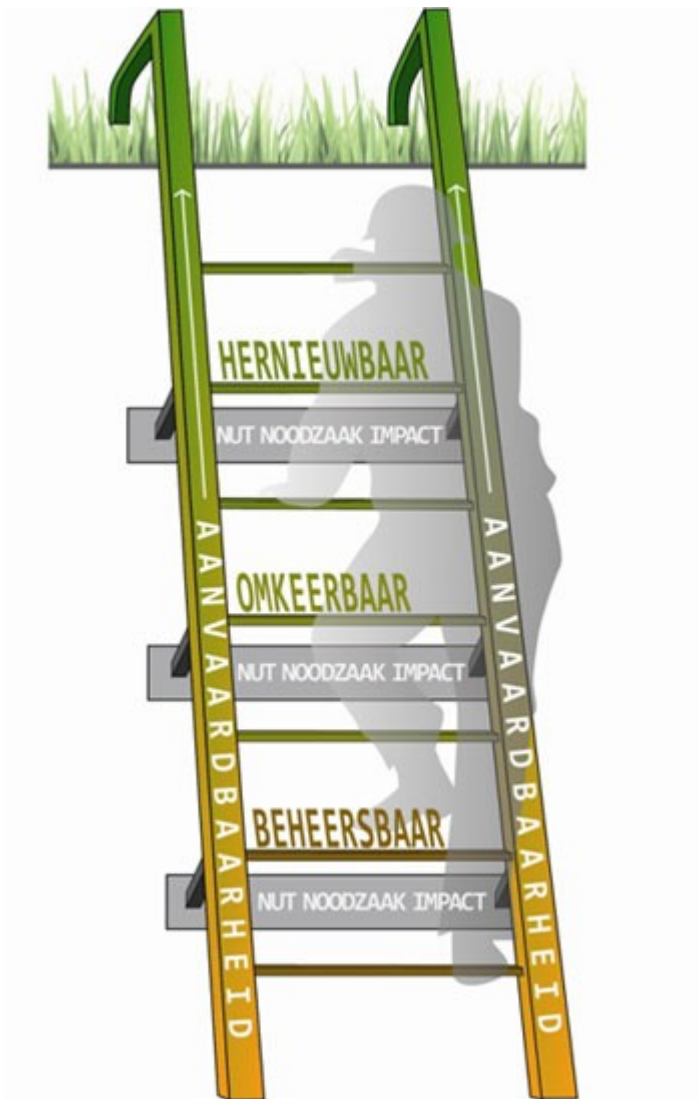 HERNIEUWBAAR
NUT NOODZAAK IMPACT
OMKEERBAAR
NUT NOODZAAK IMPACT
BEHEERSBAAR
NUT NOODZAAK IMPACT
AANVAARDBAARHEID
AANVAARDBAARHEID